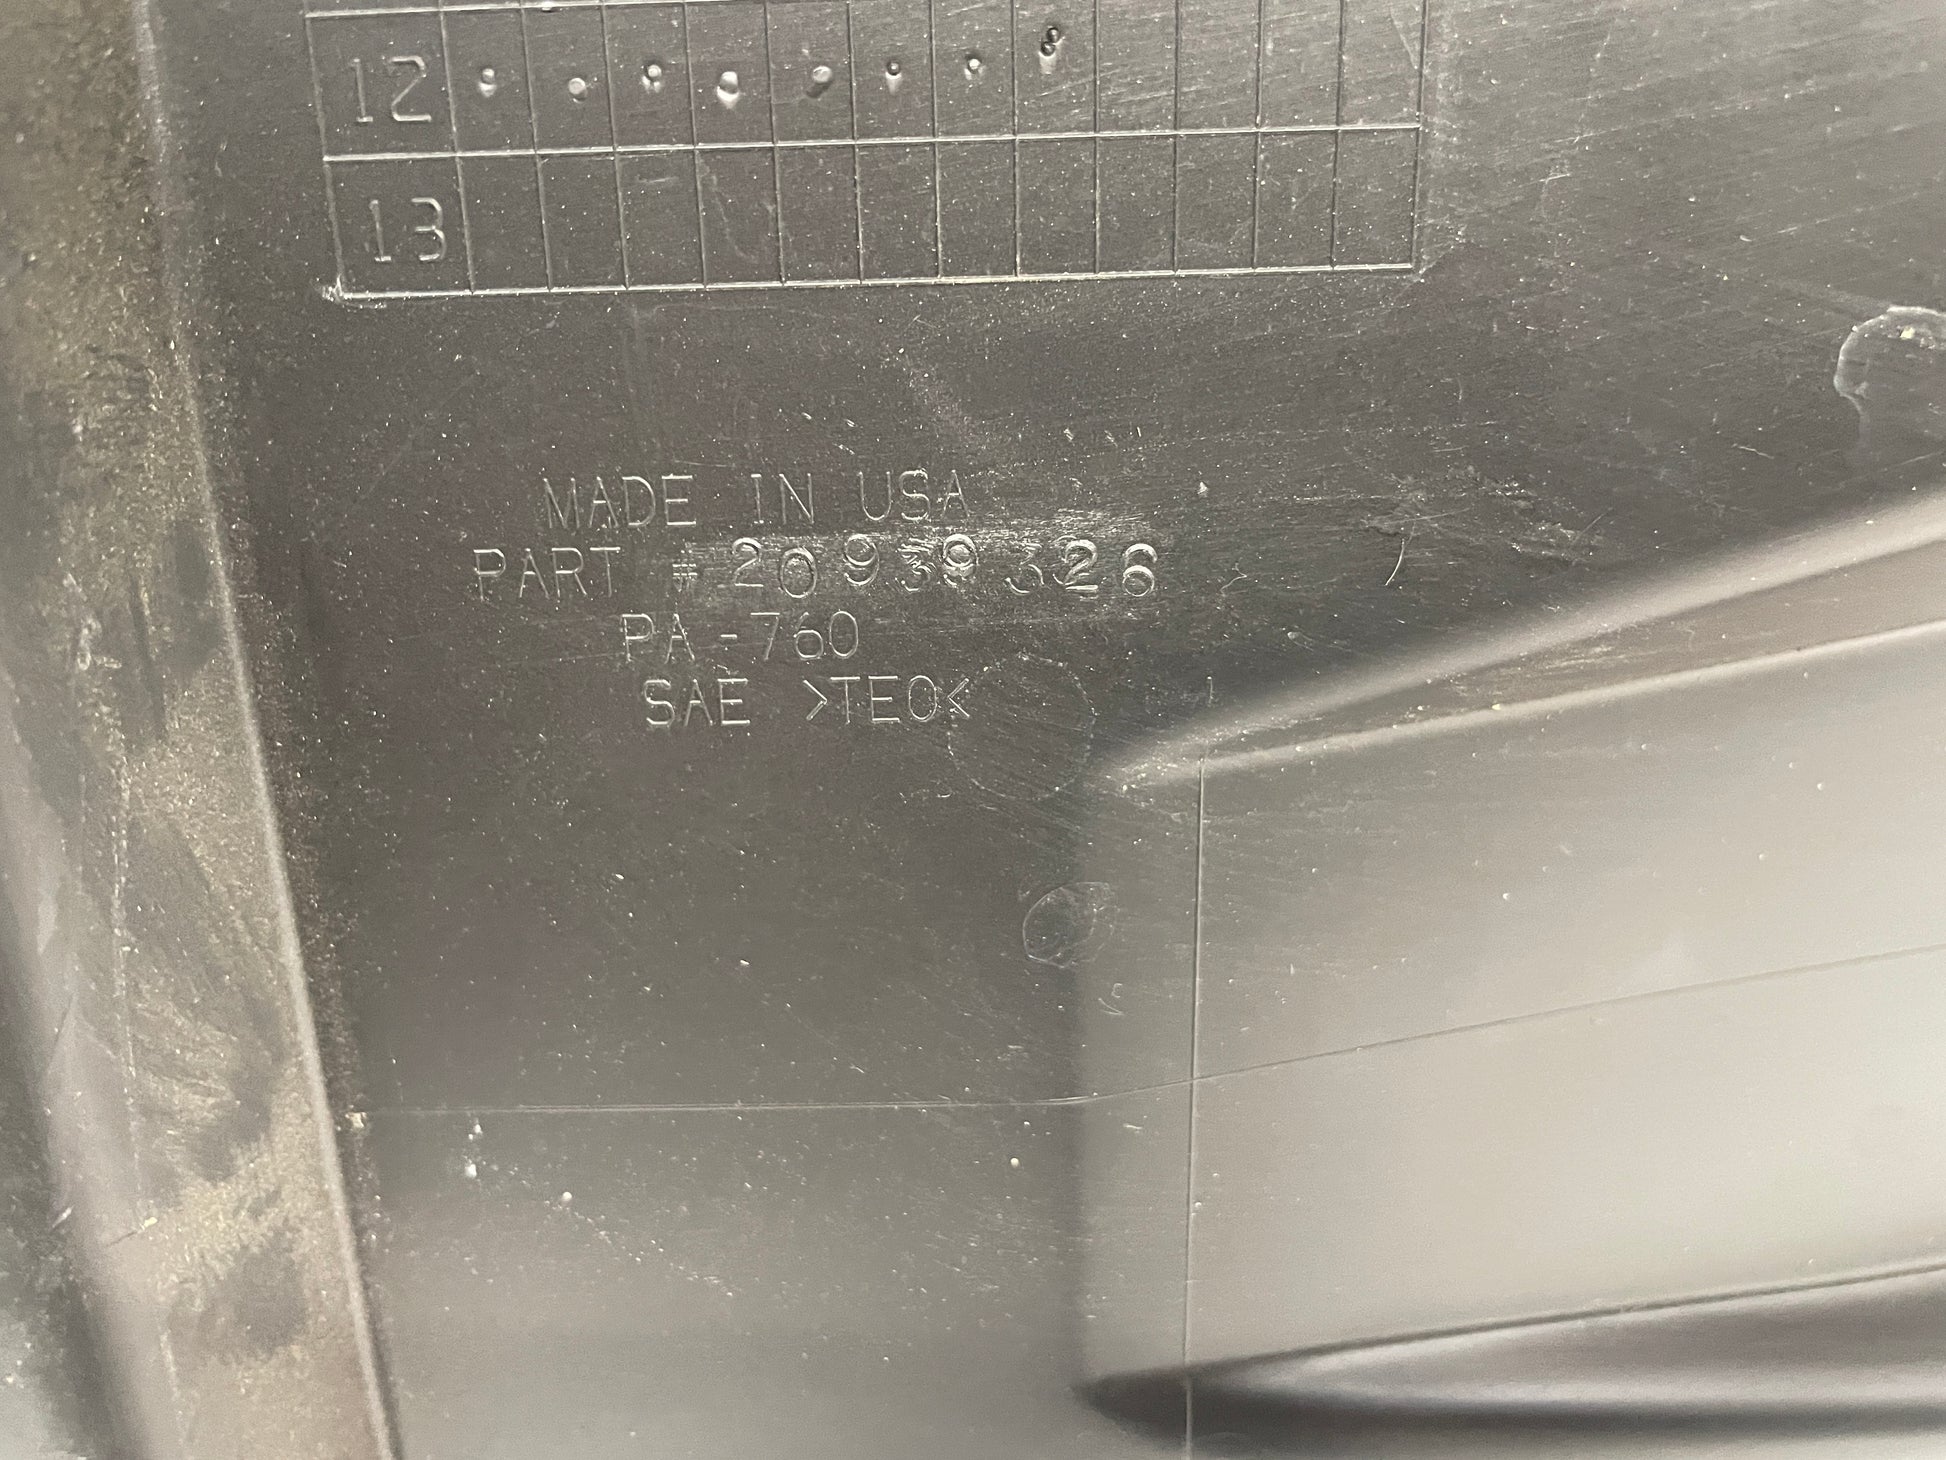 12
13
MADE IN USA
PART # 20939326
PA-760
SAE >TEO<